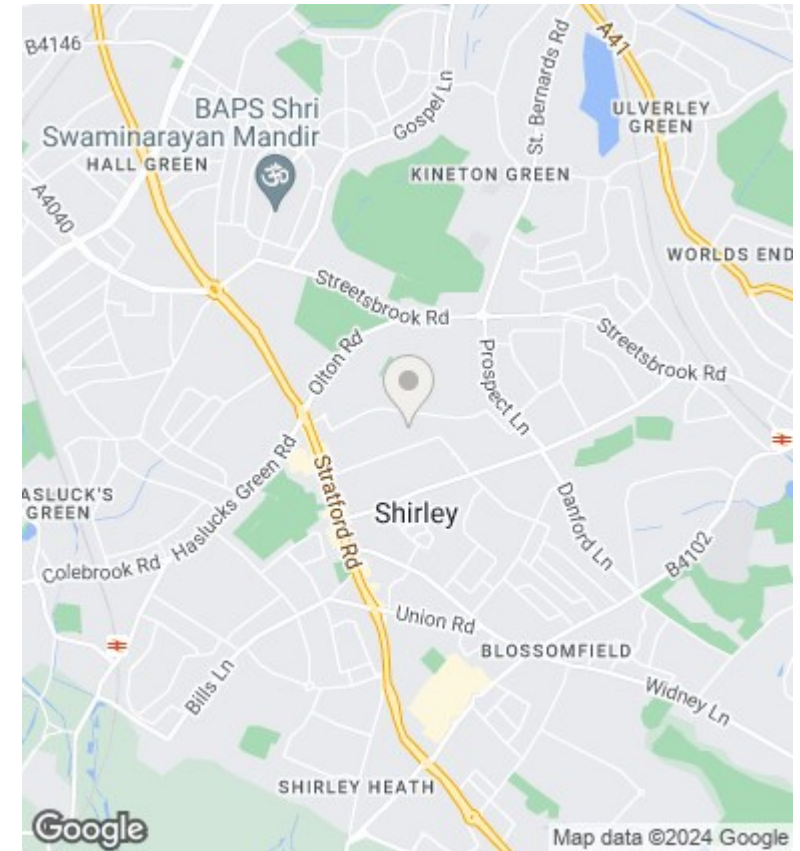 A41
B4146
St. Bernards Rd
BAPS Shri
Swaminarayan Mandir
ॐ
Gospel Ln
ULVERLEY
GREEN
HALL GREEN
KINETON GREEN
A4040
WORLDS END
Streetsbrook Rd
Streetsbrook Rd
Olton Rd
Prospect Ln
ASLUCK'S
GREEN
Haslucks Green Rd
Stratford Rd
Shirley
Danford Ln
B4102
Colebrook Rd
Union Rd
BLOSSOMFIELD
Bills Ln
Widney Ln
SHIRLEY HEATH
Google
Map data ©2024 Google